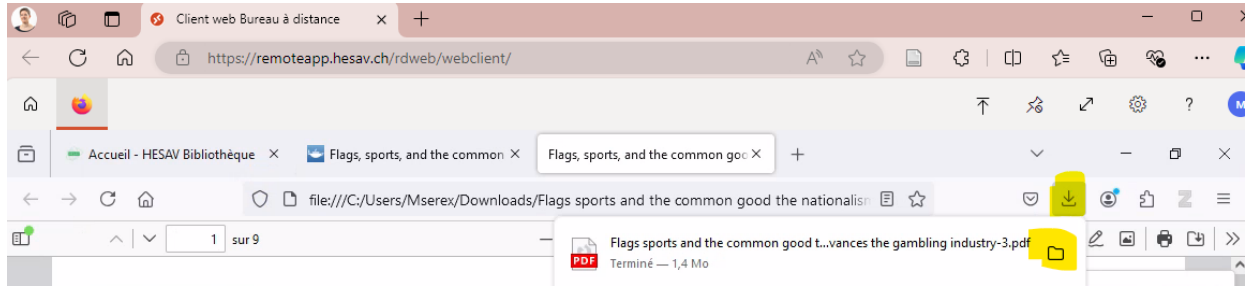 Client web Bureau à distance
https://remoteapp.hesav.ch/rdweb/webclient/
Accueil - HESAV Bibliothèque
Flags, sports, and the common
Flags, sports, and the common goo
file:///C:/Users/Mserex/Downloads/Flags sports and the common good the nationalism
1 sur 9
Flags sports and the common good t...vances the gambling industry-3.pdf
PDF
Terminé — 1,4 Mo